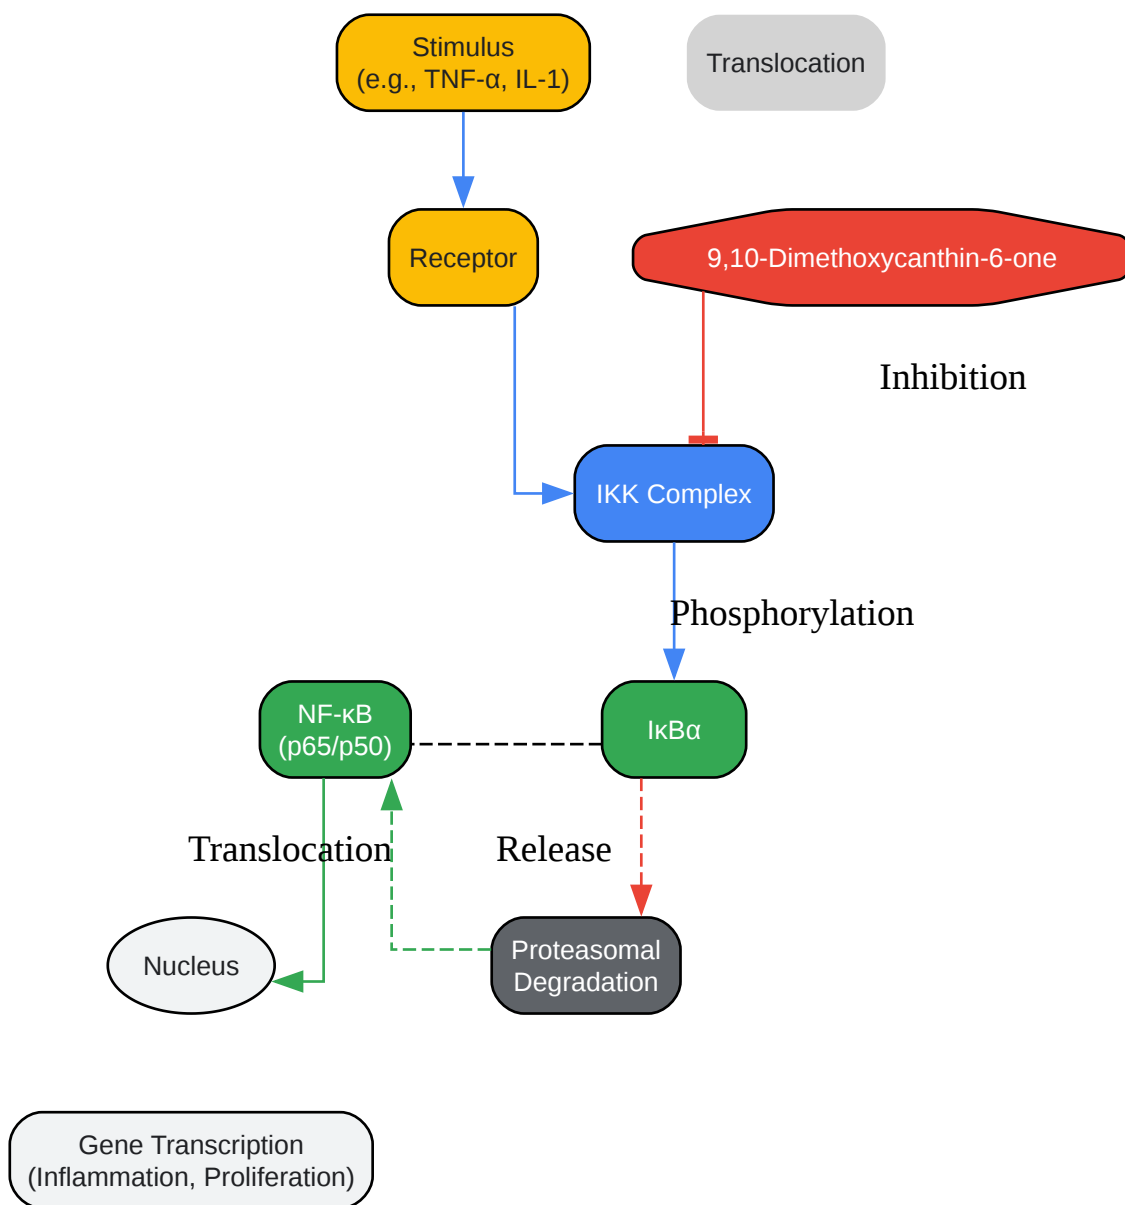 Stimulus
(e.g., TNF-α, IL-1)
Translocation
Receptor
9,10-Dimethoxycanthin-6-one
Inhibition
IKK Complex
Phosphorylation
NF-κB
(p65/p50)
IκBα
Translocation
Release
Nucleus
Proteasomal
Degradation
Gene Transcription
(Inflammation, Proliferation)